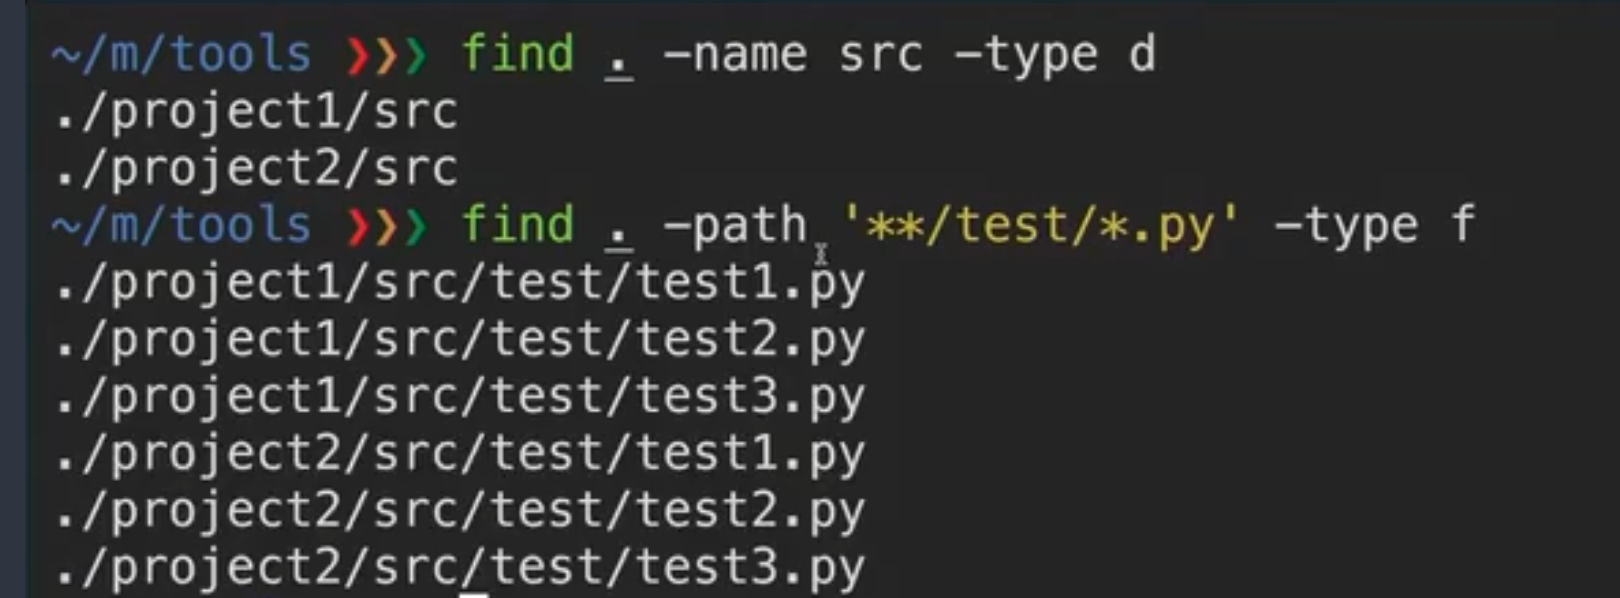 ~/m/tools ❯❯❯ find . -name src -type d
./project1/src
./project2/src
~/m/tools ❯❯❯ find . -path '**/test/*.py' -type f
./project1/src/test/test1.py
./project1/src/test/test2.py
./project1/src/test/test3.py
./project2/src/test/test1.py
./project2/src/test/test2.py
./project2/src/test/test3.py